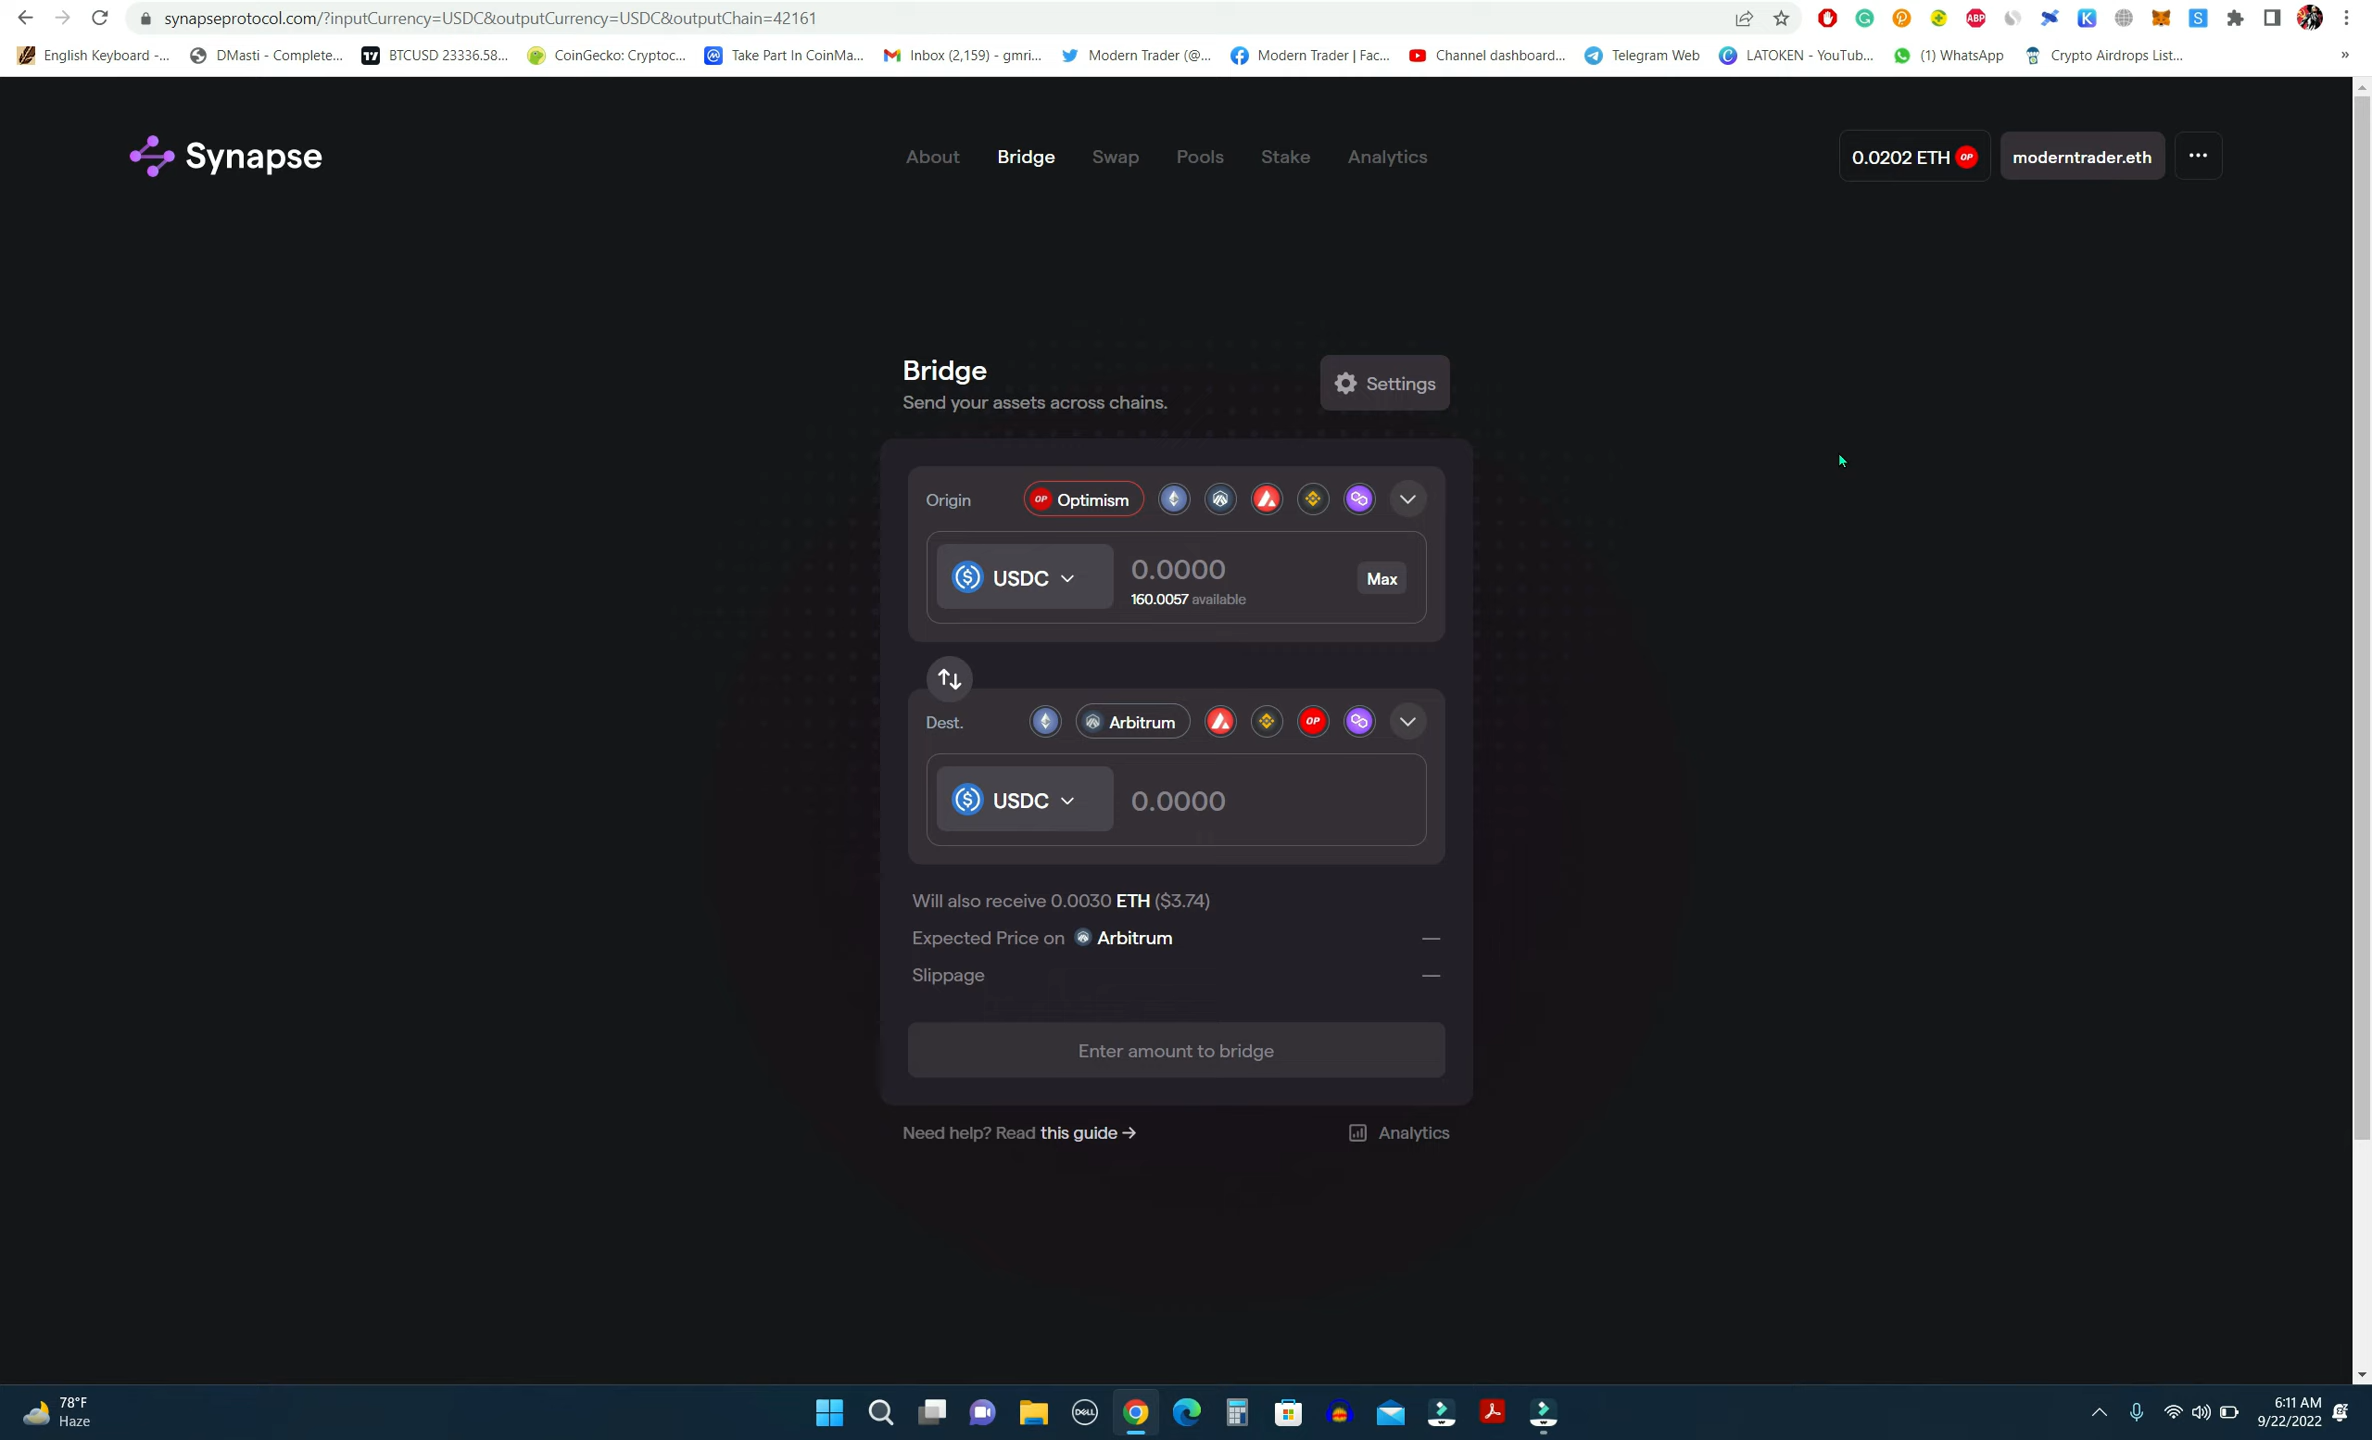 synapseprotocol.com/?inputCurrency=USDC&outputCurrency=USDC&outputChain=42161
ABP
K
S
English Keyboard -...
DMasti - Complete...
BTCUSD 23336.58...
CoinGecko: Cryptoc...
Take Part In CoinMa...
Inbox (2,159) - gmri...
Modern Trader (@...
Modern Trader | Fac...
Channel dashboard...
Telegram Web
LATOKEN - YouTub...
(1) WhatsApp
Crypto Airdrops List...
»
Synapse
About
Bridge
Swap
Pools
Stake
Analytics
0.0202 ETH OP
moderntrader.eth
...
Bridge
Settings
Send your assets across chains.
Origin
OP Optimism
USDC
0.0000
160.0057 available
Max
Dest.
Arbitrum
OP
USDC
0.0000
Will also receive 0.0030 ETH ($3.74)
Expected Price on Arbitrum —
Slippage —
Enter amount to bridge
Need help? Read this guide →
Analytics
78°F
Haze
DELL
6:11 AM
9/22/2022